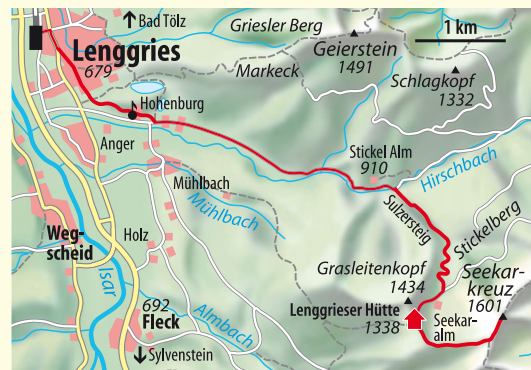 Bad Tölz
Griesler Berg
1 km
Lenggries
679
Geierstein
1491
Markeck
Schlagkopf
1332
Hohenburg
Anger
Stickel Alm
910
Hirschbach
Mühlbach
Mühlbach
Sulzersteig
Stickelberg
Weg-
scheid
Holz
Isar
Grasleitenkopf
1434
Seekar-
kreuz
1601
692
Fleck
Almbach
Lenggrieser Hütte
1338
Seekar-
alm
Sylvenstein